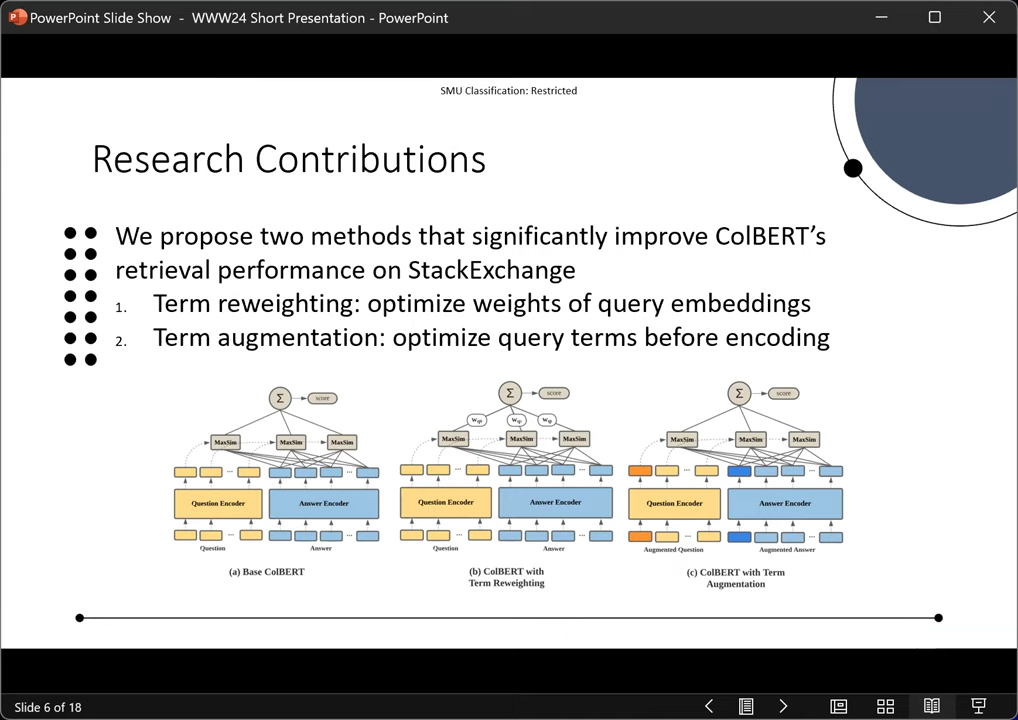 PowerPoint Slide Show - WWW24 Short Presentation - PowerPoint
SMU Classification: Restricted
Research Contributions
We propose two methods that significantly improve ColBERT’s
retrieval performance on StackExchange
1. Term reweighting: optimize weights of query embeddings
2. Term augmentation: optimize query terms before encoding
Σ score
MaxSim MaxSim MaxSim
... ...
Question Encoder Answer Encoder
... ...
Question Answer
(a) Base ColBERT
Σ score
MaxSim MaxSim MaxSim
... ...
Question Encoder Answer Encoder
... ...
Question Answer
(b) ColBERT with
Term Reweighting
Σ score
MaxSim MaxSim MaxSim
... ...
Question Encoder Answer Encoder
... ...
Augmented Question Augmented Answer
(c) ColBERT with Term
Augmentation
Slide 6 of 18